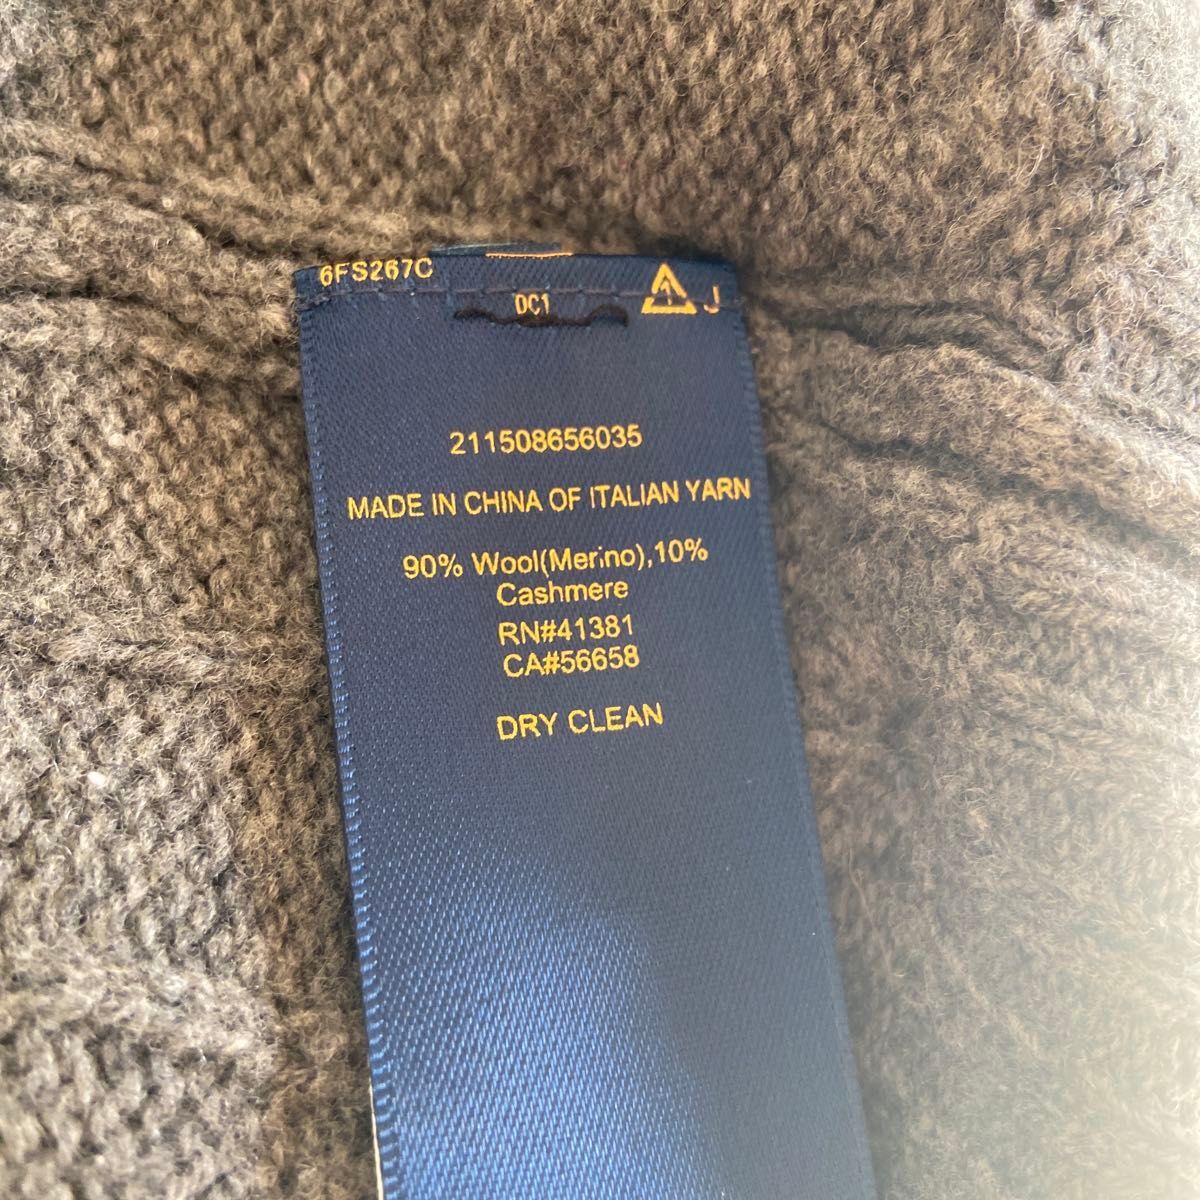 6FS267C
DC1
1 J
211508656035
MADE IN CHINA OF ITALIAN YARN
90% Wool(Merino),10%
Cashmere
RN#41381
CA#56658
DRY CLEAN